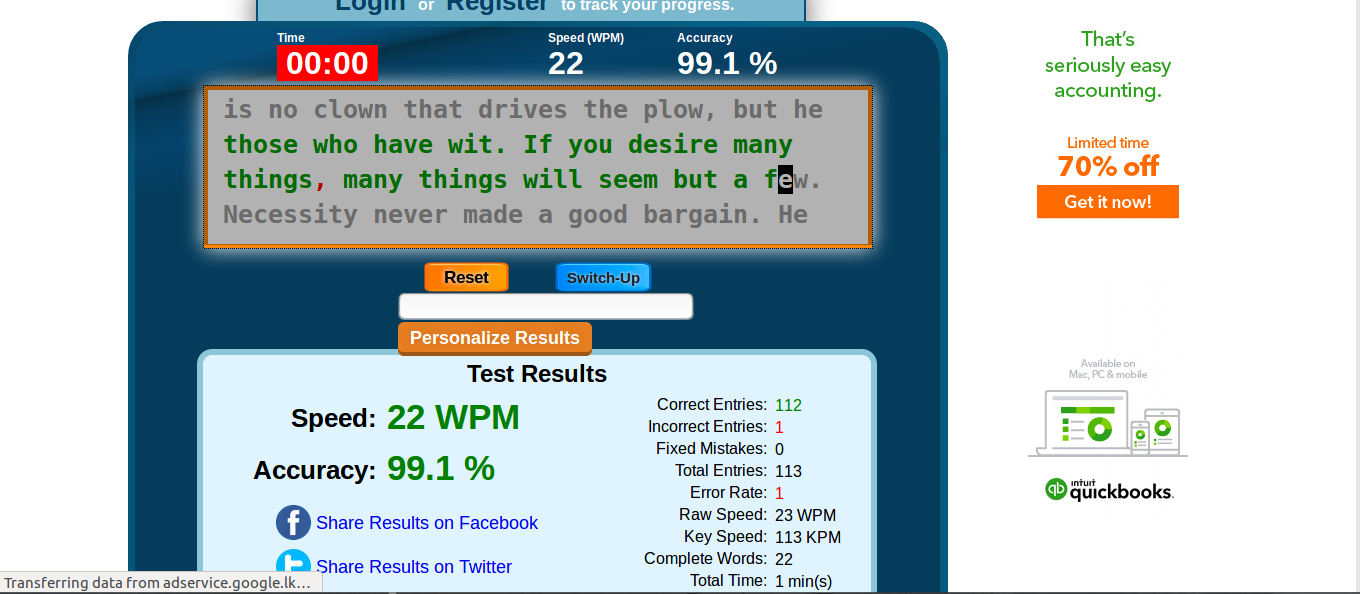 Login or Register to track your progress.
Time
00:00
Speed (WPM)
22
Accuracy
99.1 %
is no clown that drives the plow, but he
those who have wit. If you desire many
things, many things will seem but a few.
Necessity never made a good bargain. He
Reset
Switch-Up
Personalize Results
Test Results
Speed: 22 WPM
Accuracy: 99.1 %
Share Results on Facebook
Share Results on Twitter
Correct Entries: 112
Incorrect Entries: 1
Fixed Mistakes: 0
Total Entries: 113
Error Rate: 1
Raw Speed: 23 WPM
Key Speed: 113 KPM
Complete Words: 22
Total Time: 1 min(s)
Transferring data from adservice.google.lk…
That's
seriously easy
accounting.
Limited time
70% off
Get it now!
Available on
Mac, PC & mobile
qb intuit
quickbooks.